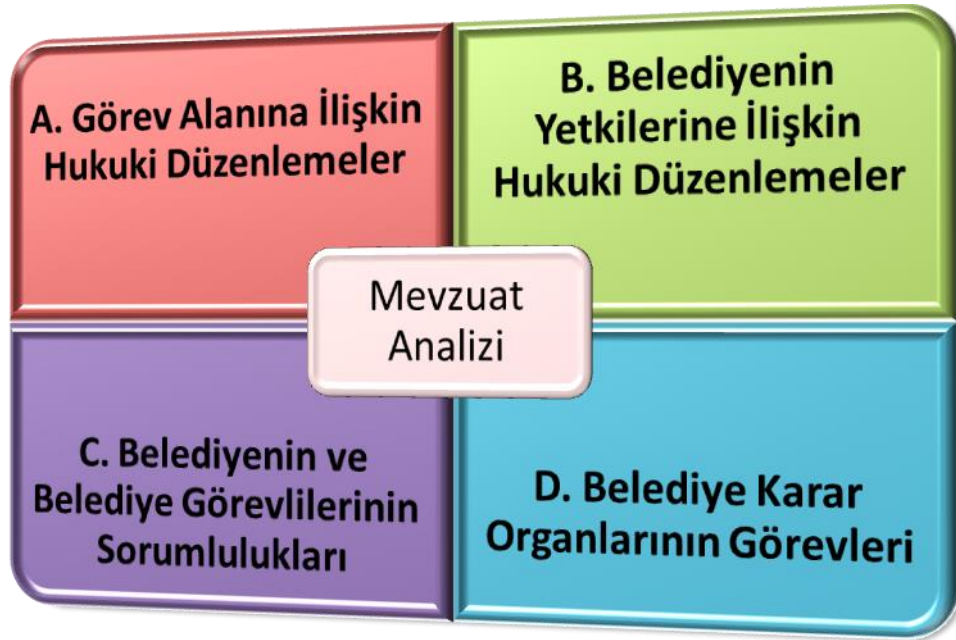 A. Görev Alanına İlişkin
Hukuki Düzenlemeler
B. Belediyenin
Yetkilerine İlişkin
Hukuki Düzenlemeler
Mevzuat
Analizi
C. Belediyenin ve
Belediye Görevlilerinin
Sorumlulukları
D. Belediye Karar
Organlarının Görevleri